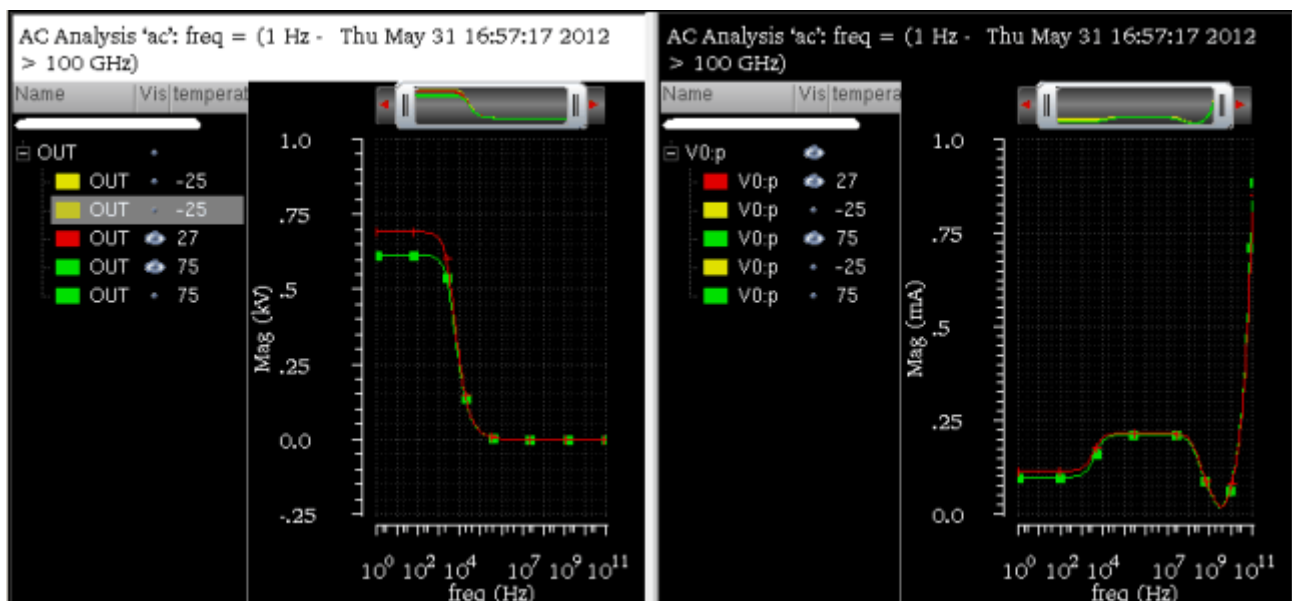 AC Analysis ‘ac’: freq = (1 Hz - Thu May 31 16:57:17 2012
> 100 GHz)
Name Vis temperat
OUT
OUT -25
OUT -25
OUT 27
OUT 75
OUT 75
1.0
.75
.5
.25
0.0
-.25
Mag (kV)
10⁰ 10² 10⁴ 10⁷ 10⁹ 10¹¹
freq (Hz)
AC Analysis ‘ac’: freq = (1 Hz - Thu May 31 16:57:17 2012
> 100 GHz)
Name Vis tempera
V0:p
V0:p 27
V0:p -25
V0:p 75
V0:p -25
V0:p 75
1.0
.75
.5
.25
0.0
Mag (mA)
10⁰ 10² 10⁴ 10⁷ 10⁹ 10¹¹
freq (Hz)